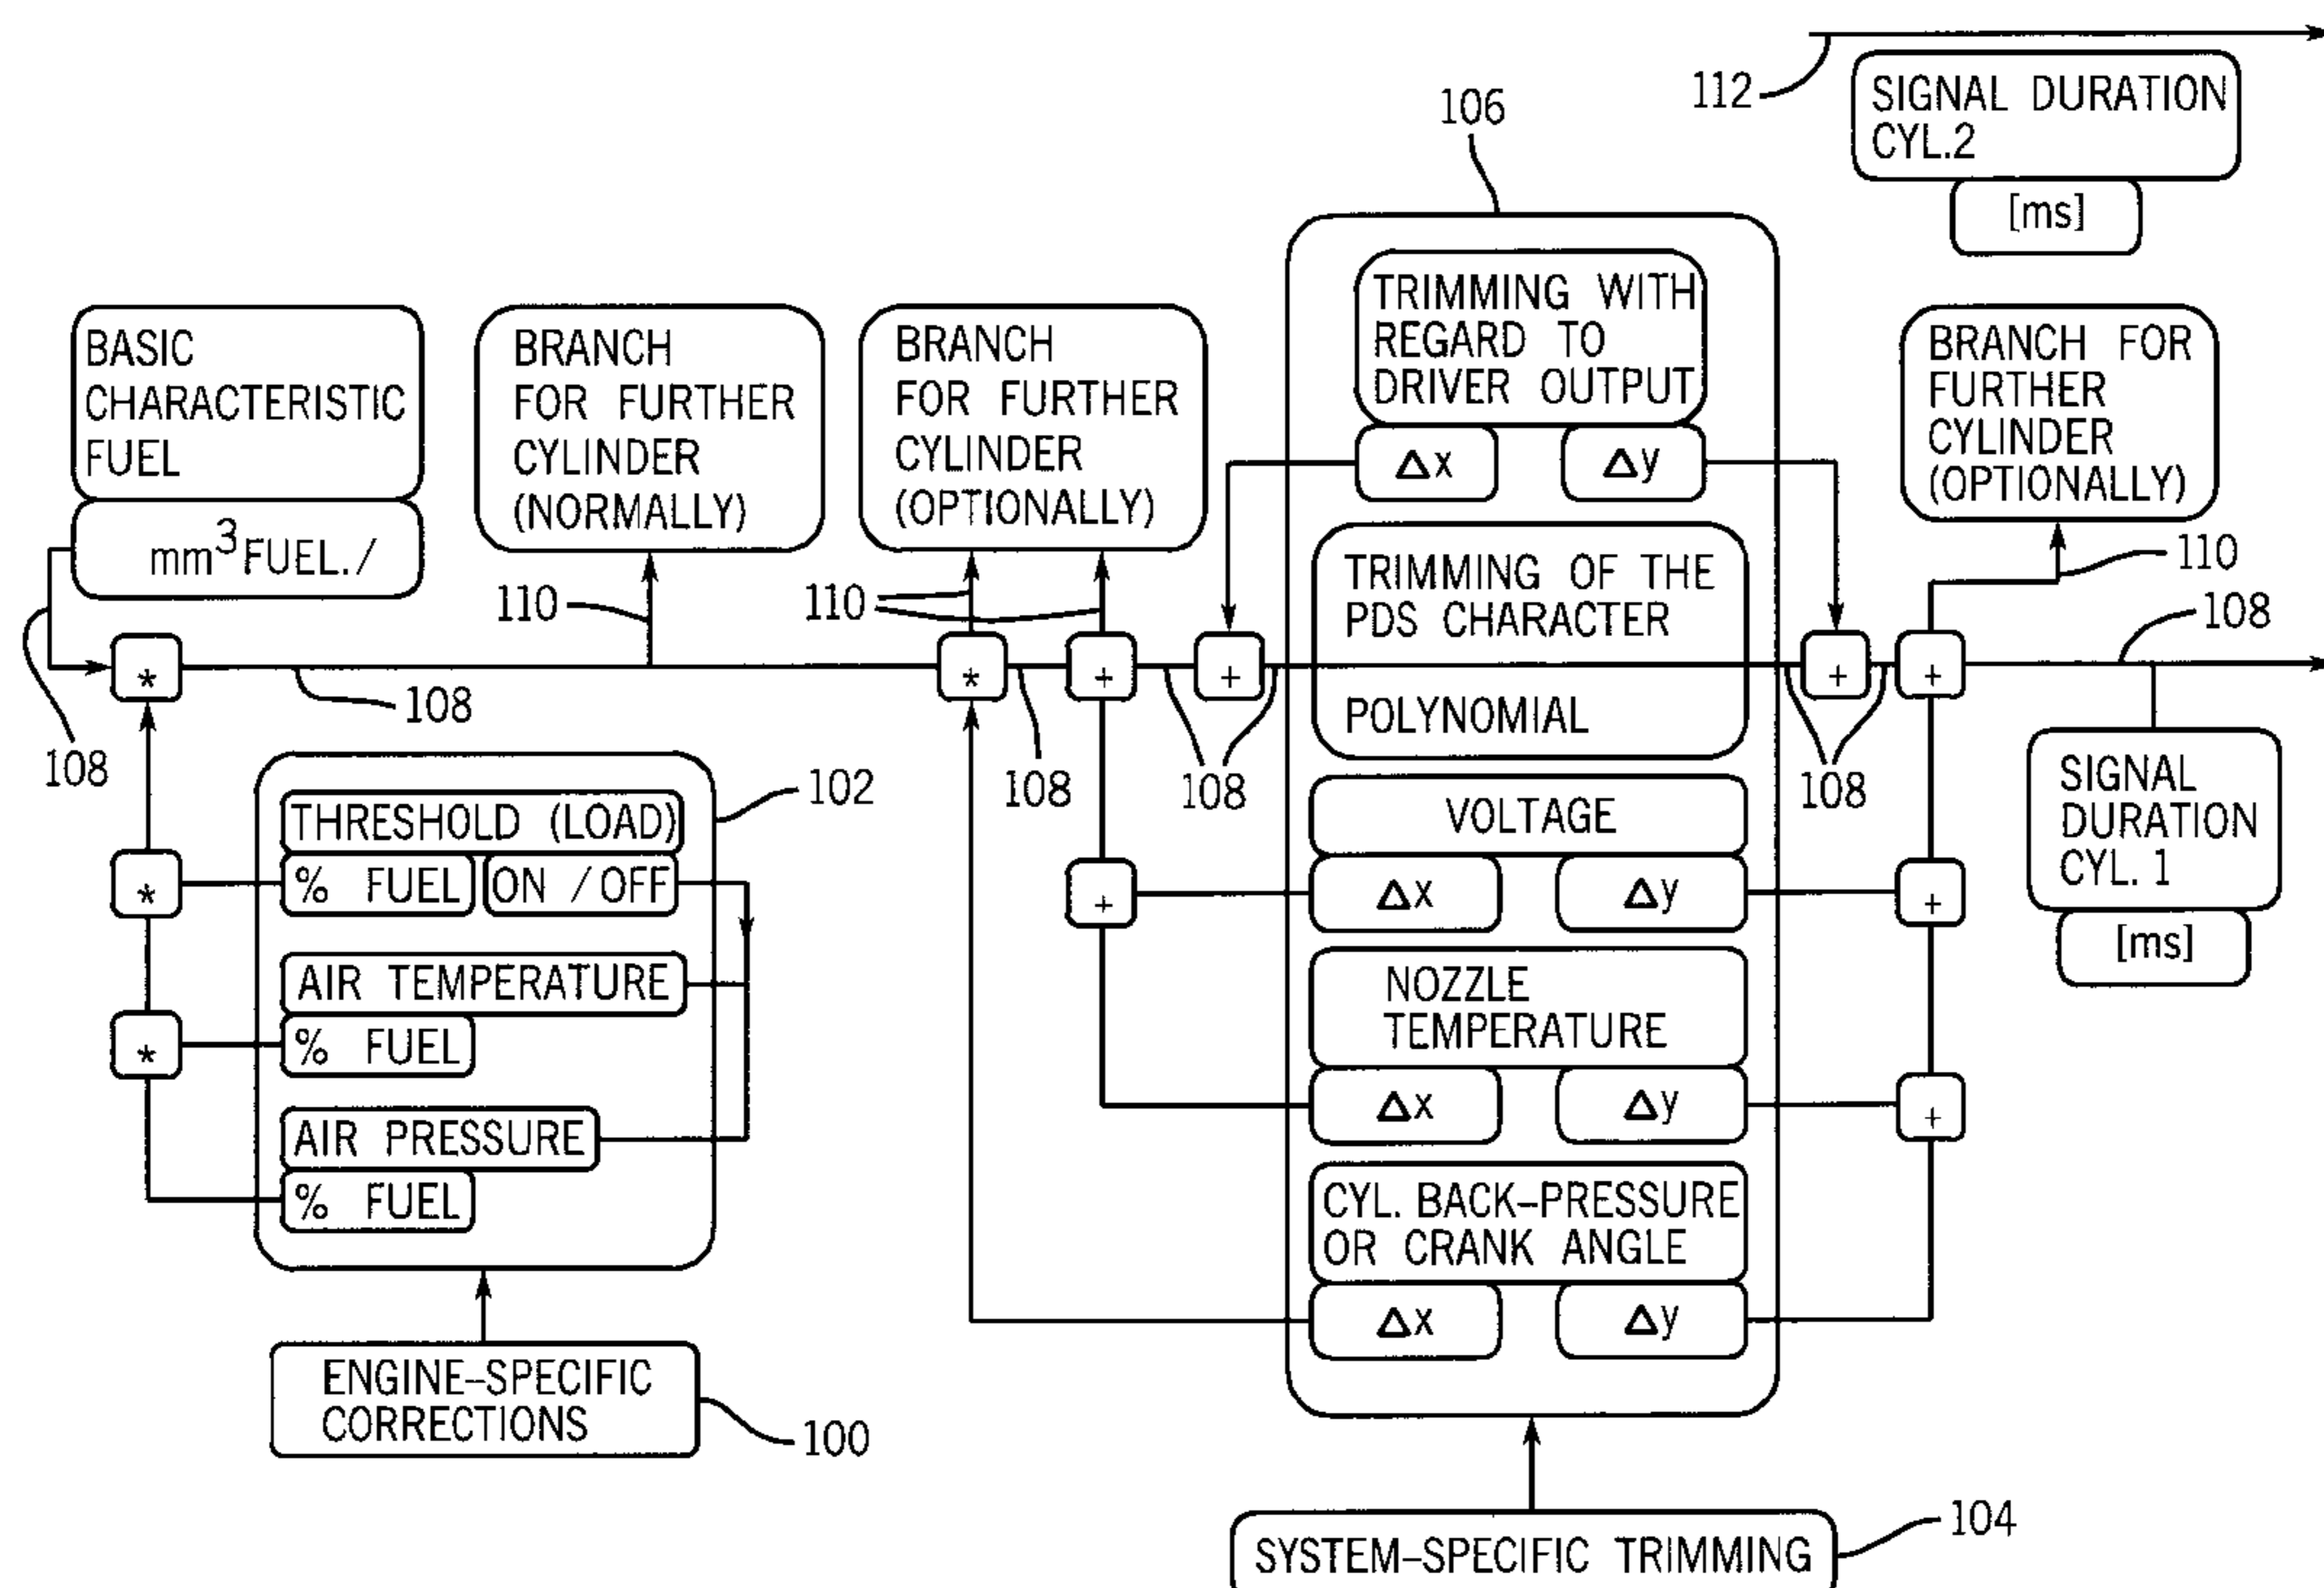 112
SIGNAL DURATION
CYL.2
[ms]
106
BASIC
CHARACTERISTIC
FUEL
mm³ FUEL./
108
BRANCH
FOR FURTHER
CYLINDER
(NORMALLY)
110
BRANCH
FOR FURTHER
CYLINDER
(OPTIONALLY)
110
TRIMMING WITH
REGARD TO
DRIVER OUTPUT
Δx Δy
TRIMMING OF THE
PDS CHARACTER
POLYNOMIAL
BRANCH FOR
FURTHER
CYLINDER
(OPTIONALLY)
110
108
* * + + + +
108
108
108
108
SIGNAL
DURATION
CYL. 1
[ms]
102
THRESHOLD (LOAD)
* % FUEL ON / OFF
AIR TEMPERATURE
* % FUEL
AIR PRESSURE
% FUEL
ENGINE–SPECIFIC
CORRECTIONS
100
VOLTAGE
+ Δx Δy +
NOZZLE
TEMPERATURE
Δx Δy +
CYL. BACK–PRESSURE
OR CRANK ANGLE
Δx Δy
SYSTEM–SPECIFIC TRIMMING
104